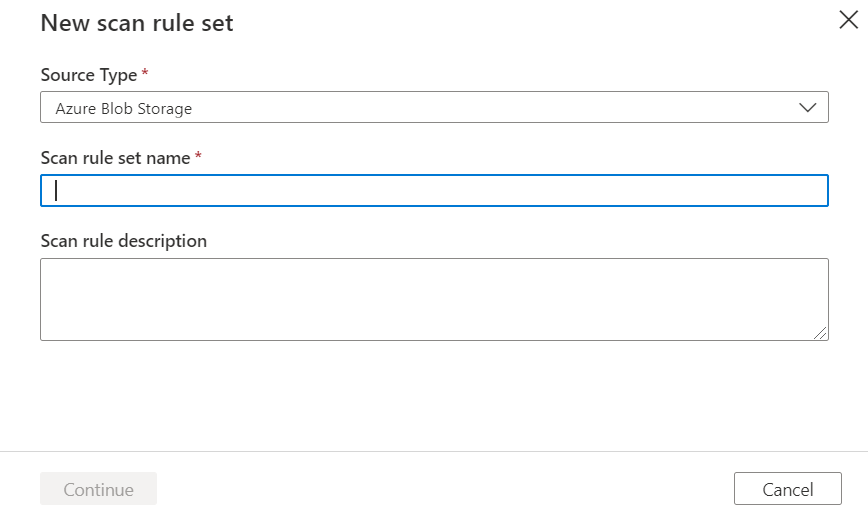 New scan rule set
Source Type *
Azure Blob Storage
Scan rule set name *
Scan rule description
Continue
Cancel